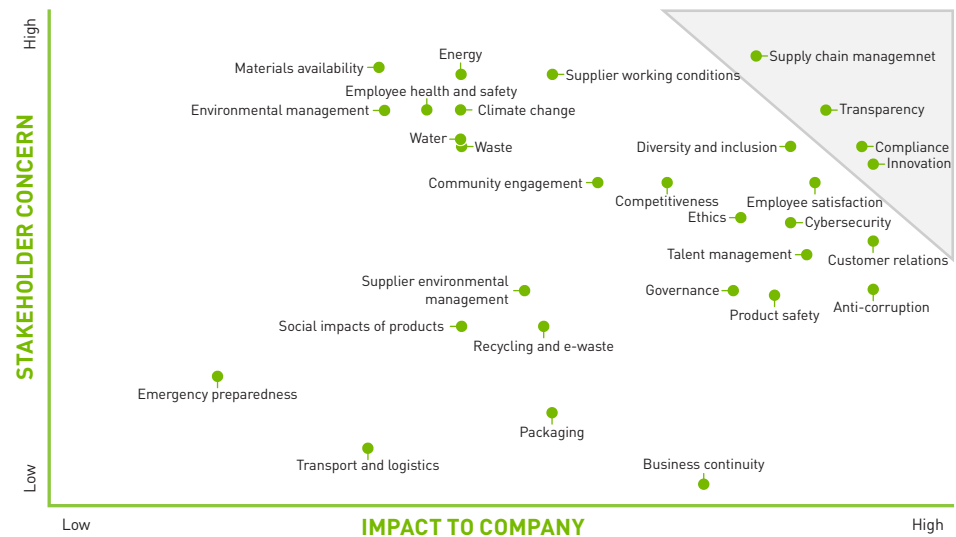 High
Energy
Supply chain managemnet
Materials availability
Supplier working conditions
Employee health and safety
Environmental management
Climate change
Transparency
Water
Waste
Diversity and inclusion
Compliance
Innovation
Community engagement
Competitiveness
Employee satisfaction
Ethics
Cybersecurity
Talent management
Customer relations
Supplier environmental
management
Governance
Product safety
Anti-corruption
Social impacts of products
Recycling and e-waste
Emergency preparedness
Packaging
Transport and logistics
Business continuity
STAKEHOLDER CONCERN
Low
Low
IMPACT TO COMPANY
High